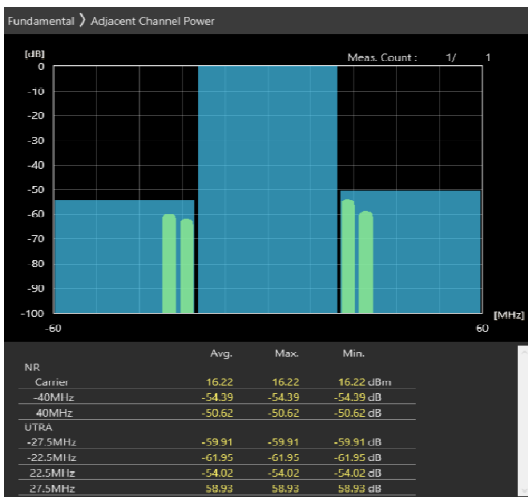 Fundamental ❭ Adjacent Channel Power
[dB]
Meas. Count : 1/ 1
0
-10
-20
-30
-40
-50
-60
-70
-80
-90
-100
[MHz]
-60 60
Avg. Max. Min.
NR
Carrier 16.22 16.22 16.22 dBm
-40MHz -54.39 -54.39 -54.39 dB
40MHz -50.62 -50.62 -50.62 dB
UTRA
-27.5MHz -59.91 -59.91 -59.91 dB
-22.5MHz -61.95 -61.95 -61.95 dB
22.5MHz -54.02 -54.02 -54.02 dB
27.5MHz 58.93 58.93 58.93 dB